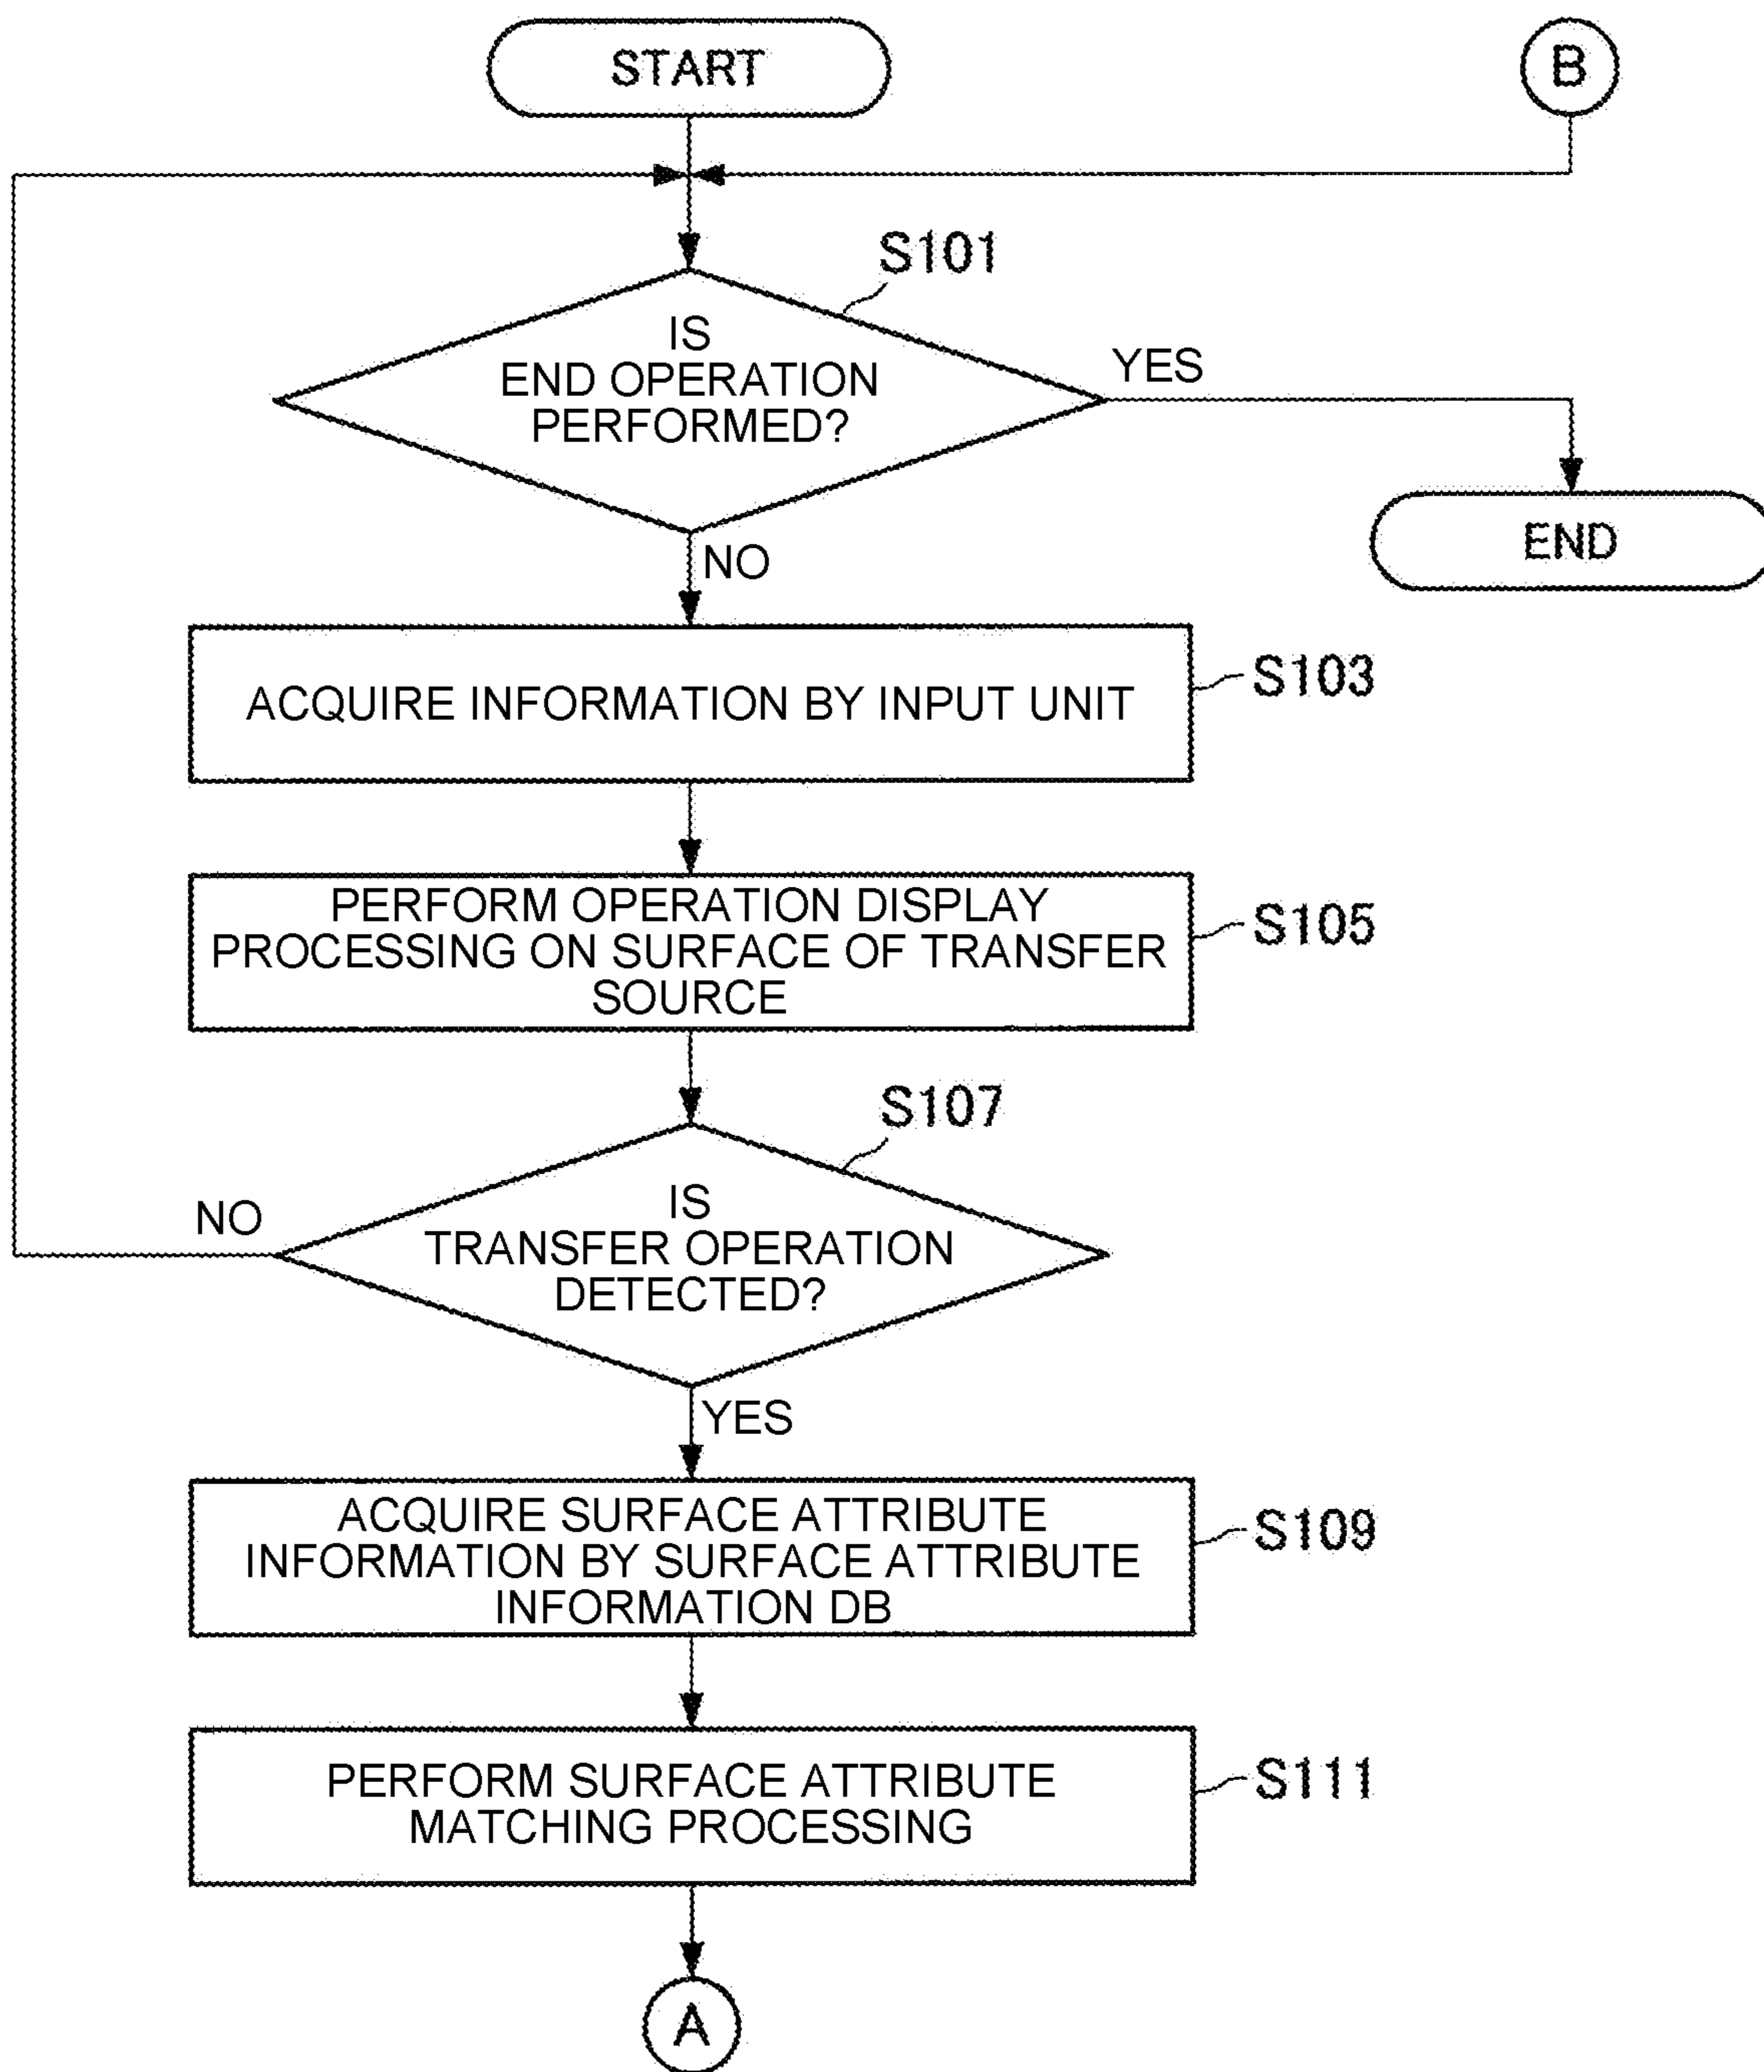 START
B
S101
IS
END OPERATION
PERFORMED?
YES
END
NO
ACQUIRE INFORMATION BY INPUT UNIT
S103
PERFORM OPERATION DISPLAY
PROCESSING ON SURFACE OF TRANSFER
SOURCE
S105
S107
IS
TRANSFER OPERATION
DETECTED?
NO
YES
ACQUIRE SURFACE ATTRIBUTE
INFORMATION BY SURFACE ATTRIBUTE
INFORMATION DB
S109
PERFORM SURFACE ATTRIBUTE
MATCHING PROCESSING
S111
A